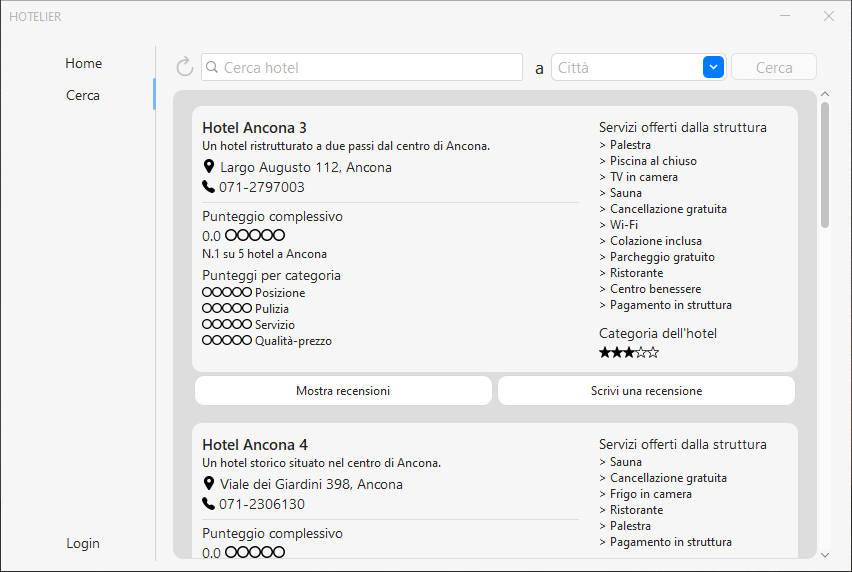 HOTELIER
Home
Cerca
Login
Cerca hotel
a
Città
Cerca
Hotel Ancona 3
Un hotel ristrutturato a due passi dal centro di Ancona.
Largo Augusto 112, Ancona
071-2797003
Punteggio complessivo
0.0
N.1 su 5 hotel a Ancona
Punteggi per categoria
Posizione
Pulizia
Servizio
Qualità-prezzo
Servizi offerti dalla struttura
> Palestra
> Piscina al chiuso
> TV in camera
> Sauna
> Cancellazione gratuita
> Wi-Fi
> Colazione inclusa
> Parcheggio gratuito
> Ristorante
> Centro benessere
> Pagamento in struttura
Categoria dell'hotel
Mostra recensioni
Scrivi una recensione
Hotel Ancona 4
Un hotel storico situato nel centro di Ancona.
Viale dei Giardini 398, Ancona
071-2306130
Punteggio complessivo
0.0
Servizi offerti dalla struttura
> Sauna
> Cancellazione gratuita
> Frigo in camera
> Ristorante
> Palestra
> Pagamento in struttura